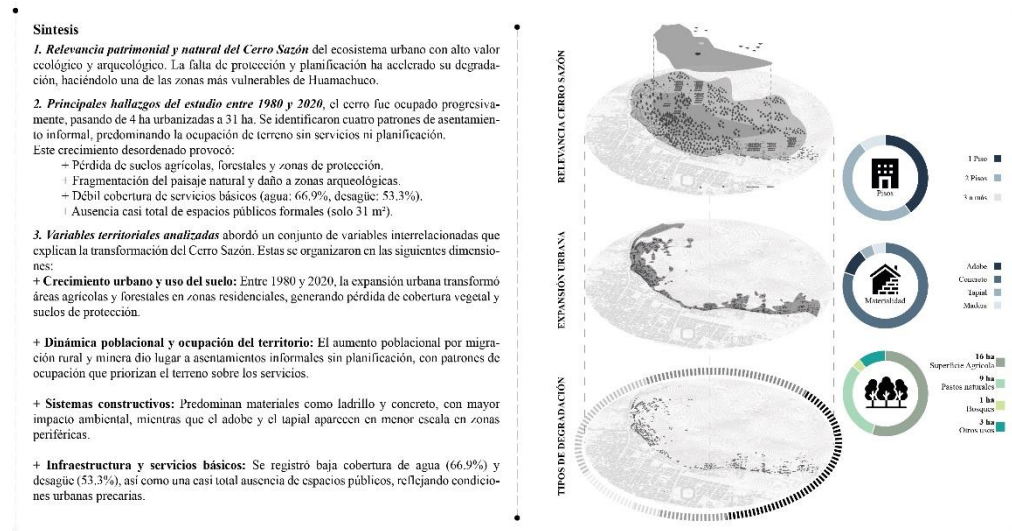 Síntesis
1. Relevancia patrimonial y natural del Cerro Sazón del ecosistema urbano con alto valor
ecológico y arqueológico. La falta de protección y planificación ha acelerado su degrada-
ción, haciéndolo una de las zonas más vulnerables de Huamachuco.
2. Principales hallazgos del estudio entre 1980 y 2020, el cerro fue ocupado progresiva-
mente, pasando de 4 ha urbanizadas a 31 ha. Se identificaron cuatro patrones de asentamien-
to informal, predominando la ocupación de terreno sin servicios ni planificación.
Este crecimiento desordenado provocó:
+ Pérdida de suelos agrícolas, forestales y zonas de protección.
+ Fragmentación del paisaje natural y daño a zonas arqueológicas.
+ Débil cobertura de servicios básicos (agua: 66,9%, desagüe: 53.3%).
+ Ausencia casi total de espacios públicos formales (solo 31 m²).
3. Variables territoriales analizadas abordó un conjunto de variables interrelacionadas que
explican la transformación del Cerro Sazón. Estas se organizaron en las siguientes dimensio-
nes:
+ Crecimiento urbano y uso del suelo: Entre 1980 y 2020, la expansión urbana transformó
áreas agrícolas y forestales en zonas residenciales, generando pérdida de cobertura vegetal y
suelos de protección.
+ Dinámica poblacional y ocupación del territorio: El aumento poblacional por migra-
ción rural y minera dio lugar a asentamientos informales sin planificación, con patrones de
ocupación que priorizan el terreno sobre los servicios.
+ Sistemas constructivos: Predominan materiales como ladrillo y concreto, con mayor
impacto ambiental, mientras que el adobe y el tapial aparecen en menor escala en zonas
periféricas.
+ Infraestructura y servicios básicos: Se registró baja cobertura de agua (66.9%) y
desagüe (53.3%), así como una casi total ausencia de espacios públicos, reflejando condicio-
nes urbanas precarias.
RELEVANCIA CERRO SAZÓN
EXPANSIÓN URBANA
TIPOS DE DEGRADACIÓN
Pisos
1 Piso
2 Pisos
3 a más
Materialidad
Adobe
Concreto
Tapial
Madera
16 ha
Superficie Agrícola
9 ha
Pastos naturales
1 ha
Bosques
3 ha
Otros usos